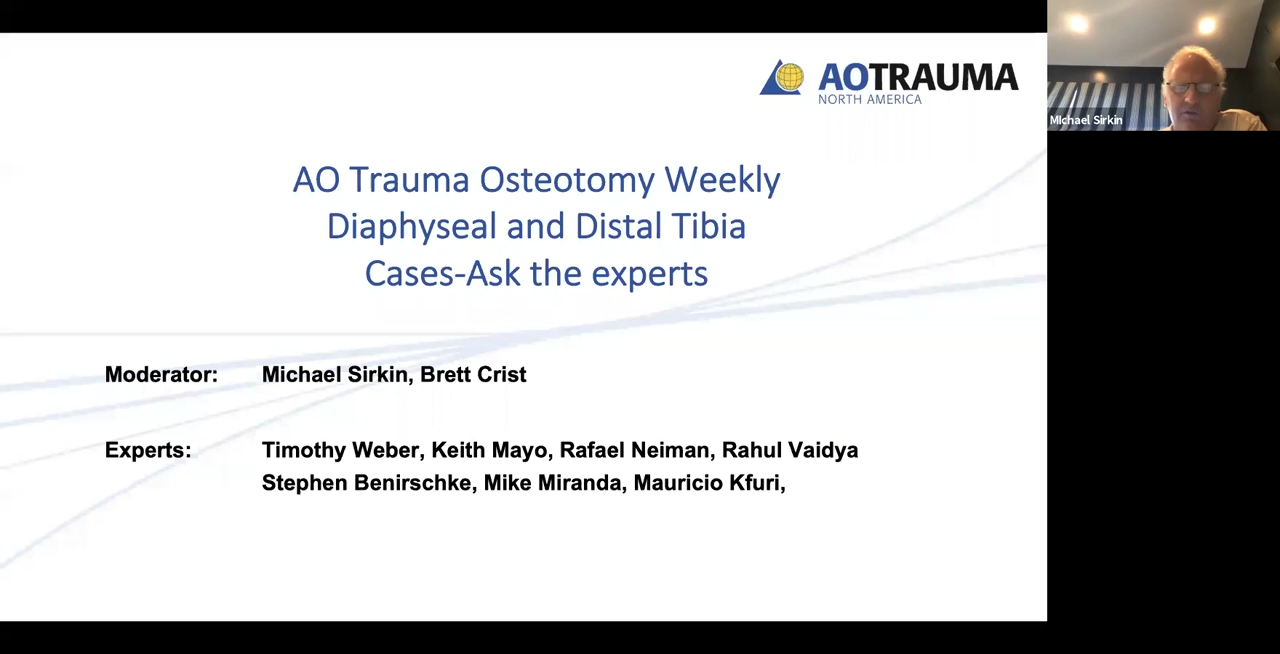 AOTRAUMA
NORTH AMERICA
MIchael Sirkin
AO Trauma Osteotomy Weekly
Diaphyseal and Distal Tibia
Cases-Ask the experts
Moderator: Michael Sirkin, Brett Crist
Experts: Timothy Weber, Keith Mayo, Rafael Neiman, Rahul Vaidya
Stephen Benirschke, Mike Miranda, Mauricio Kfuri,